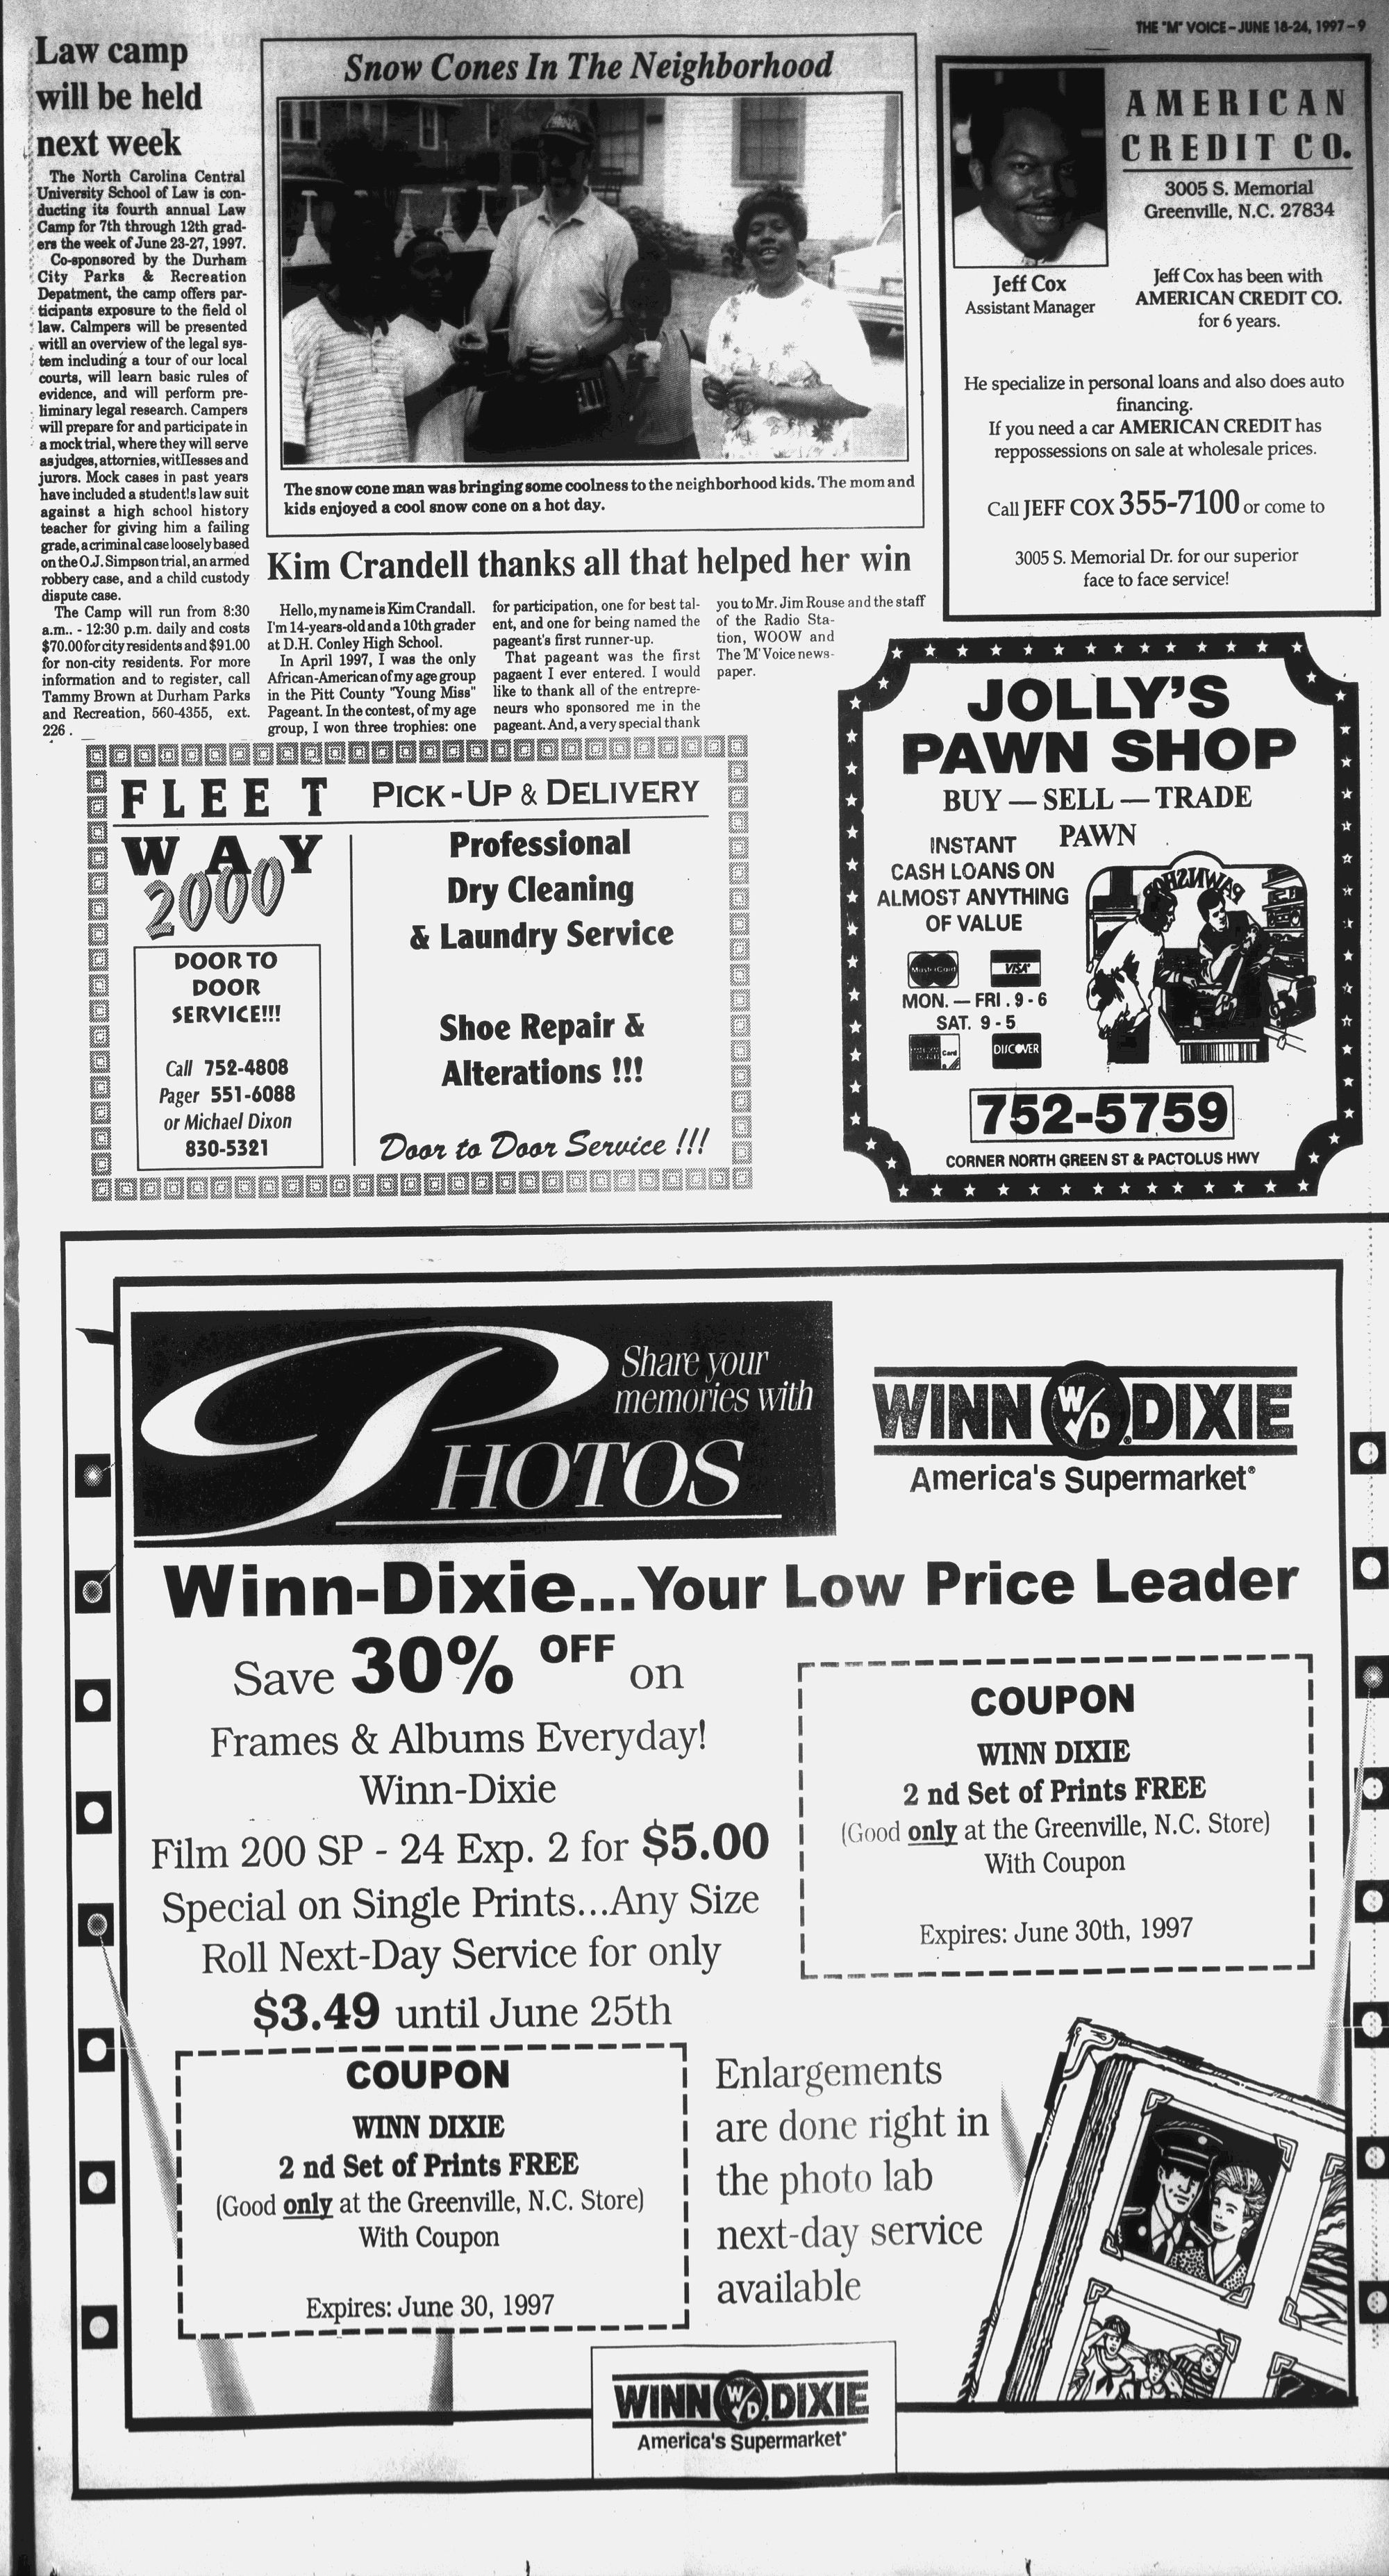 THE "M" VOICE – JUNE 18-24, 1997 – 9
Law camp
will be held
next week
The North Carolina Central
University School of Law is con-
ducting its fourth annual Law
Camp for 7th through 12th grad-
ers the week of June 23-27, 1997.
Co-sponsored by the Durham
City Parks & Recreation
Depatment, the camp offers par-
ticipants exposure to the field ol
law. Calmpers will be presented
witll an overview of the legal sys-
tem including a tour of our local
courts, will learn basic rules of
evidence, and will perform pre-
liminary legal research. Campers
will prepare for and participate in
a mock trial, where they will serve
as judges, attornies, witIlesses and
jurors. Mock cases in past years
have included a student!s law suit
against a high school history
teacher for giving him a failing
grade, a criminal case loosely based
on the O.J. Simpson trial, an armed
robbery case, and a child custody
dispute case.
The Camp will run from 8:30
a.m.. - 12:30 p.m. daily and costs
$70.00 for city residents and $91.00
for non-city residents. For more
information and to register, call
Tammy Brown at Durham Parks
and Recreation, 560-4355, ext.
226 .
Snow Cones In The Neighborhood
The snow cone man was bringing some coolness to the neighborhood kids. The mom and
kids enjoyed a cool snow cone on a hot day.
Kim Crandell thanks all that helped her win
Hello, my name is Kim Crandall.
I'm 14-years-old and a 10th grader
at D.H. Conley High School.
In April 1997, I was the only
African-American of my age group
in the Pitt County "Young Miss"
Pageant. In the contest, of my age
group, I won three trophies: one
for participation, one for best tal-
ent, and one for being named the
pageant's first runner-up.
That pageant was the first
pagaent I ever entered. I would
like to thank all of the entrepre-
neurs who sponsored me in the
pageant. And, a very special thank
you to Mr. Jim Rouse and the staff
of the Radio Sta-
tion, WOOW and
The 'M' Voice news-
paper.
AMERICAN
CREDIT CO.
3005 S. Memorial
Greenville, N.C. 27834
Jeff Cox
Assistant Manager
Jeff Cox has been with
AMERICAN CREDIT CO.
for 6 years.
He specialize in personal loans and also does auto
financing.
If you need a car AMERICAN CREDIT has
reppossessions on sale at wholesale prices.
Call JEFF COX 355-7100 or come to
3005 S. Memorial Dr. for our superior
face to face service!
FLEET
WAY
2000
PICK-UP & DELIVERY
DOOR TO
DOOR
SERVICE!!!
Call 752-4808
Pager 551-6088
or Michael Dixon
830-5321
Professional
Dry Cleaning
& Laundry Service
Shoe Repair &
Alterations !!!
Door to Door Service !!!
JOLLY'S
PAWN SHOP
BUY — SELL — TRADE
PAWN
INSTANT
CASH LOANS ON
ALMOST ANYTHING
OF VALUE
PAWNSHOP
MasterCard
VISA
MON. — FRI . 9 - 6
SAT. 9 - 5
Card
DISCOVER
752-5759
CORNER NORTH GREEN ST & PACTOLUS HWY
Share your
memories with
PHOTOS
WINN W/D DIXIE
America's Supermarket®
Winn-Dixie...Your Low Price Leader
Save 30% OFF on
Frames & Albums Everyday!
Winn-Dixie
Film 200 SP - 24 Exp. 2 for $5.00
Special on Single Prints...Any Size
Roll Next-Day Service for only
$3.49 until June 25th
COUPON
WINN DIXIE
2 nd Set of Prints FREE
(Good only at the Greenville, N.C. Store)
With Coupon
Expires: June 30th, 1997
COUPON
WINN DIXIE
2 nd Set of Prints FREE
(Good only at the Greenville, N.C. Store)
With Coupon
Expires: June 30, 1997
Enlargements
are done right in
the photo lab
next-day service
available
WINN W/D DIXIE
America's Supermarket®